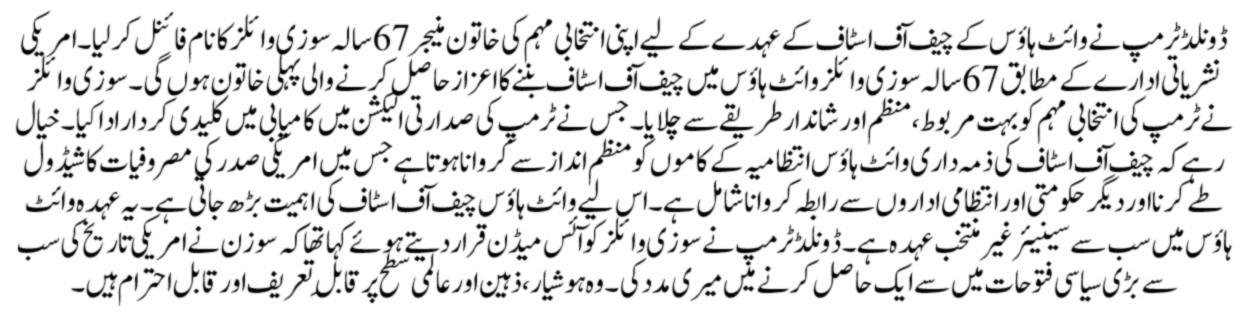 ڈونلڈ ٹرمپ نے وائٹ ہاؤس کے چیف آف اسٹاف کے عہدے کے لیے اپنی انتخابی مہم کی خاتون منیجر 67 سالہ سوزی وائلز کا نام فائنل کرلیا۔ امریکی
نشریاتی ادارے کے مطابق 67 سالہ سوزی وائلز وائٹ ہاؤس میں چیف آف اسٹاف بننے کا اعزاز حاصل کرنے والی پہلی خاتون ہوں گی۔ سوزی وائلز
نے ٹرمپ کی انتخابی مہم کو بہت مربوط، منظم اور شاندار طریقے سے چلایا۔ جس نے ٹرمپ کی صدارتی الیکشن میں کامیابی میں کلیدی کردار ادا کیا۔ خیال
رہے کہ چیف آف اسٹاف کی ذمہ داری وائٹ ہاؤس انتظامیہ کے کاموں کو منظم انداز سے کروانا ہوتا ہے جس میں امریکی صدر کی مصروفیات کا شیڈول
طے کرنا اور دیگر حکومتی اور انتظامی اداروں سے رابطہ کروانا شامل ہے۔ اس لیے وائٹ ہاؤس چیف آف اسٹاف کی اہمیت بڑھ جاتی ہے۔ یہ عہدہ وائٹ
ہاؤس میں سب سے سینیئر غیر منتخب عہدہ ہے۔ ڈونلڈ ٹرمپ نے سوزی وائلز کو آئس میڈن قرار دیتے ہوئے کہا تھا کہ سوزن نے امریکی تاریخ کی سب
سے بڑی سیاسی فتوحات میں سے ایک حاصل کرنے میں میری مدد کی۔ وہ ہوشیار، ذہین اور عالمی سطح پر قابل تعریف اور قابل احترام ہیں۔